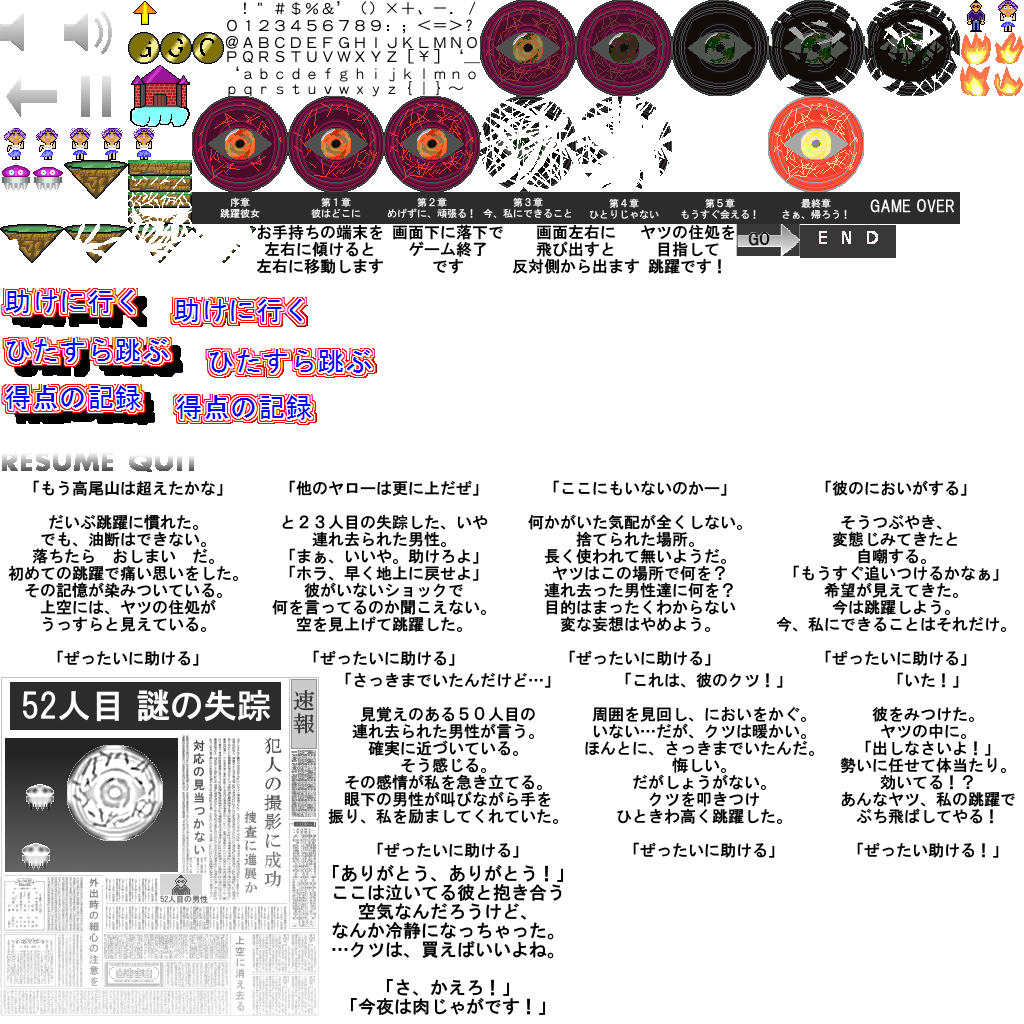 ！"＃＄％＆’（）×＋、－．／
０１２３４５６７８９：；＜＝＞？
＠ＡＢＣＤＥＦＧＨＩＪＫＬＭＮＯ
ＰＱＲＳＴＵＶＷＸＹＺ［￥］＾＿
‘ａｂｃｄｅｆｇｈｉｊｋｌｍｎｏ
ｐｑｒｓｔｕｖｗｘｙｚ｛｜｝～
序章
跳躍彼女
第１章
彼はどこに
第２章
めげずに、頑張る！
第３章
今、私にできること
第４章
ひとりじゃない
第５章
もうすぐ会える！
最終章
さぁ、帰ろう！
GAME OVER
お手持ちの端末を
左右に傾けると
左右に移動します
画面下に落下で
ゲーム終了
です
画面左右に
飛び出すと
反対側から出ます
ヤツの住処を
目指して
跳躍です！
GO
ＥＮＤ
助けに行く
助けに行く
ひたすら跳ぶ
ひたすら跳ぶ
得点の記録
得点の記録
RESUME QUIT
「もう高尾山は超えたかな」
だいぶ跳躍に慣れた。
でも、油断はできない。
落ちたら　おしまい　だ。
初めての跳躍で痛い思いをした。
その記憶が染みついている。
上空には、ヤツの住処が
うっすらと見えている。
「ぜったいに助ける」
「他のヤローは更に上だぜ」
と２３人目の失踪した、いや
連れ去られた男性。
「まぁ、いいや。助けろよ」
「ホラ、早く地上に戻せよ」
彼がいないショックで
何を言ってるのか聞こえない。
空を見上げて跳躍した。
「ぜったいに助ける」
「ここにもいないのかー」
何かがいた気配が全くしない。
捨てられた場所。
長く使われて無いようだ。
ヤツはこの場所で何を？
連れ去った男性達に何を？
目的はまったくわからない
変な妄想はやめよう。
「ぜったいに助ける」
「彼のにおいがする」
そうつぶやき、
変態じみてきたと
自嘲する。
「もうすぐ追いつけるかなぁ」
希望が見えてきた。
今は跳躍しよう。
今、私にできることはそれだけ。
「ぜったいに助ける」
52人目 謎の失踪
速報
犯人の撮影に成功
捜査に進展か
対応の見当つかない
52人目の男性
外出時の細心の注意を
上空に消え去る
「さっきまでいたんだけど…」
見覚えのある５０人目の
連れ去られた男性が言う。
確実に近づいている。
そう感じる。
その感情が私を急き立てる。
眼下の男性が叫びながら手を
振り、私を励ましてくれていた。
「ぜったいに助ける」
「これは、彼のクツ！」
周囲を見回し、においをかぐ。
いない…だが、クツは暖かい。
ほんとに、さっきまでいたんだ。
悔しい。
だがしょうがない。
クツを叩きつけ
ひときわ高く跳躍した。
「ぜったいに助ける」
「いた！」
彼をみつけた。
ヤツの中に。
「出しなさいよ！」
勢いに任せて体当たり。
効いてる！？
あんなヤツ、私の跳躍で
ぶち飛ばしてやる！
「ぜったい助ける！」
「ありがとう、ありがとう！」
ここは泣いてる彼と抱き合う
空気なんだろうけど、
なんか冷静になっちゃった。
…クツは、買えばいいよね。
「さ、かえろ！」
「今夜は肉じゃがです！」